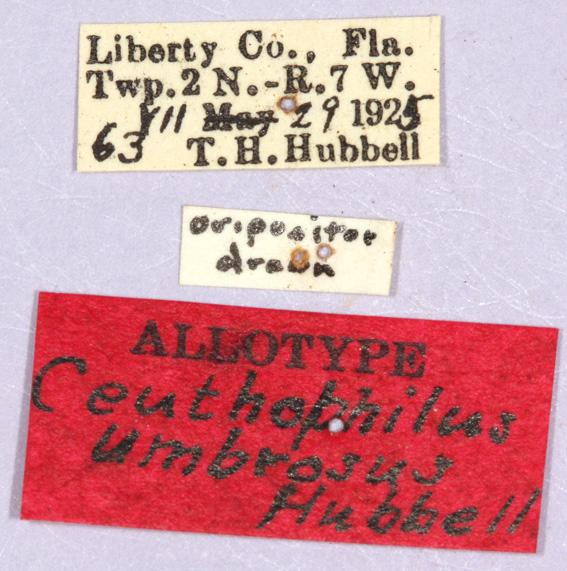 Liberty Co., Fla.
Twp. 2 N.-R. 7 W.
VII May 29 1925
63 T. H. Hubbell
ovipositor
drawn
ALLOTYPE
Ceuthophilus
umbrosus
Hubbell